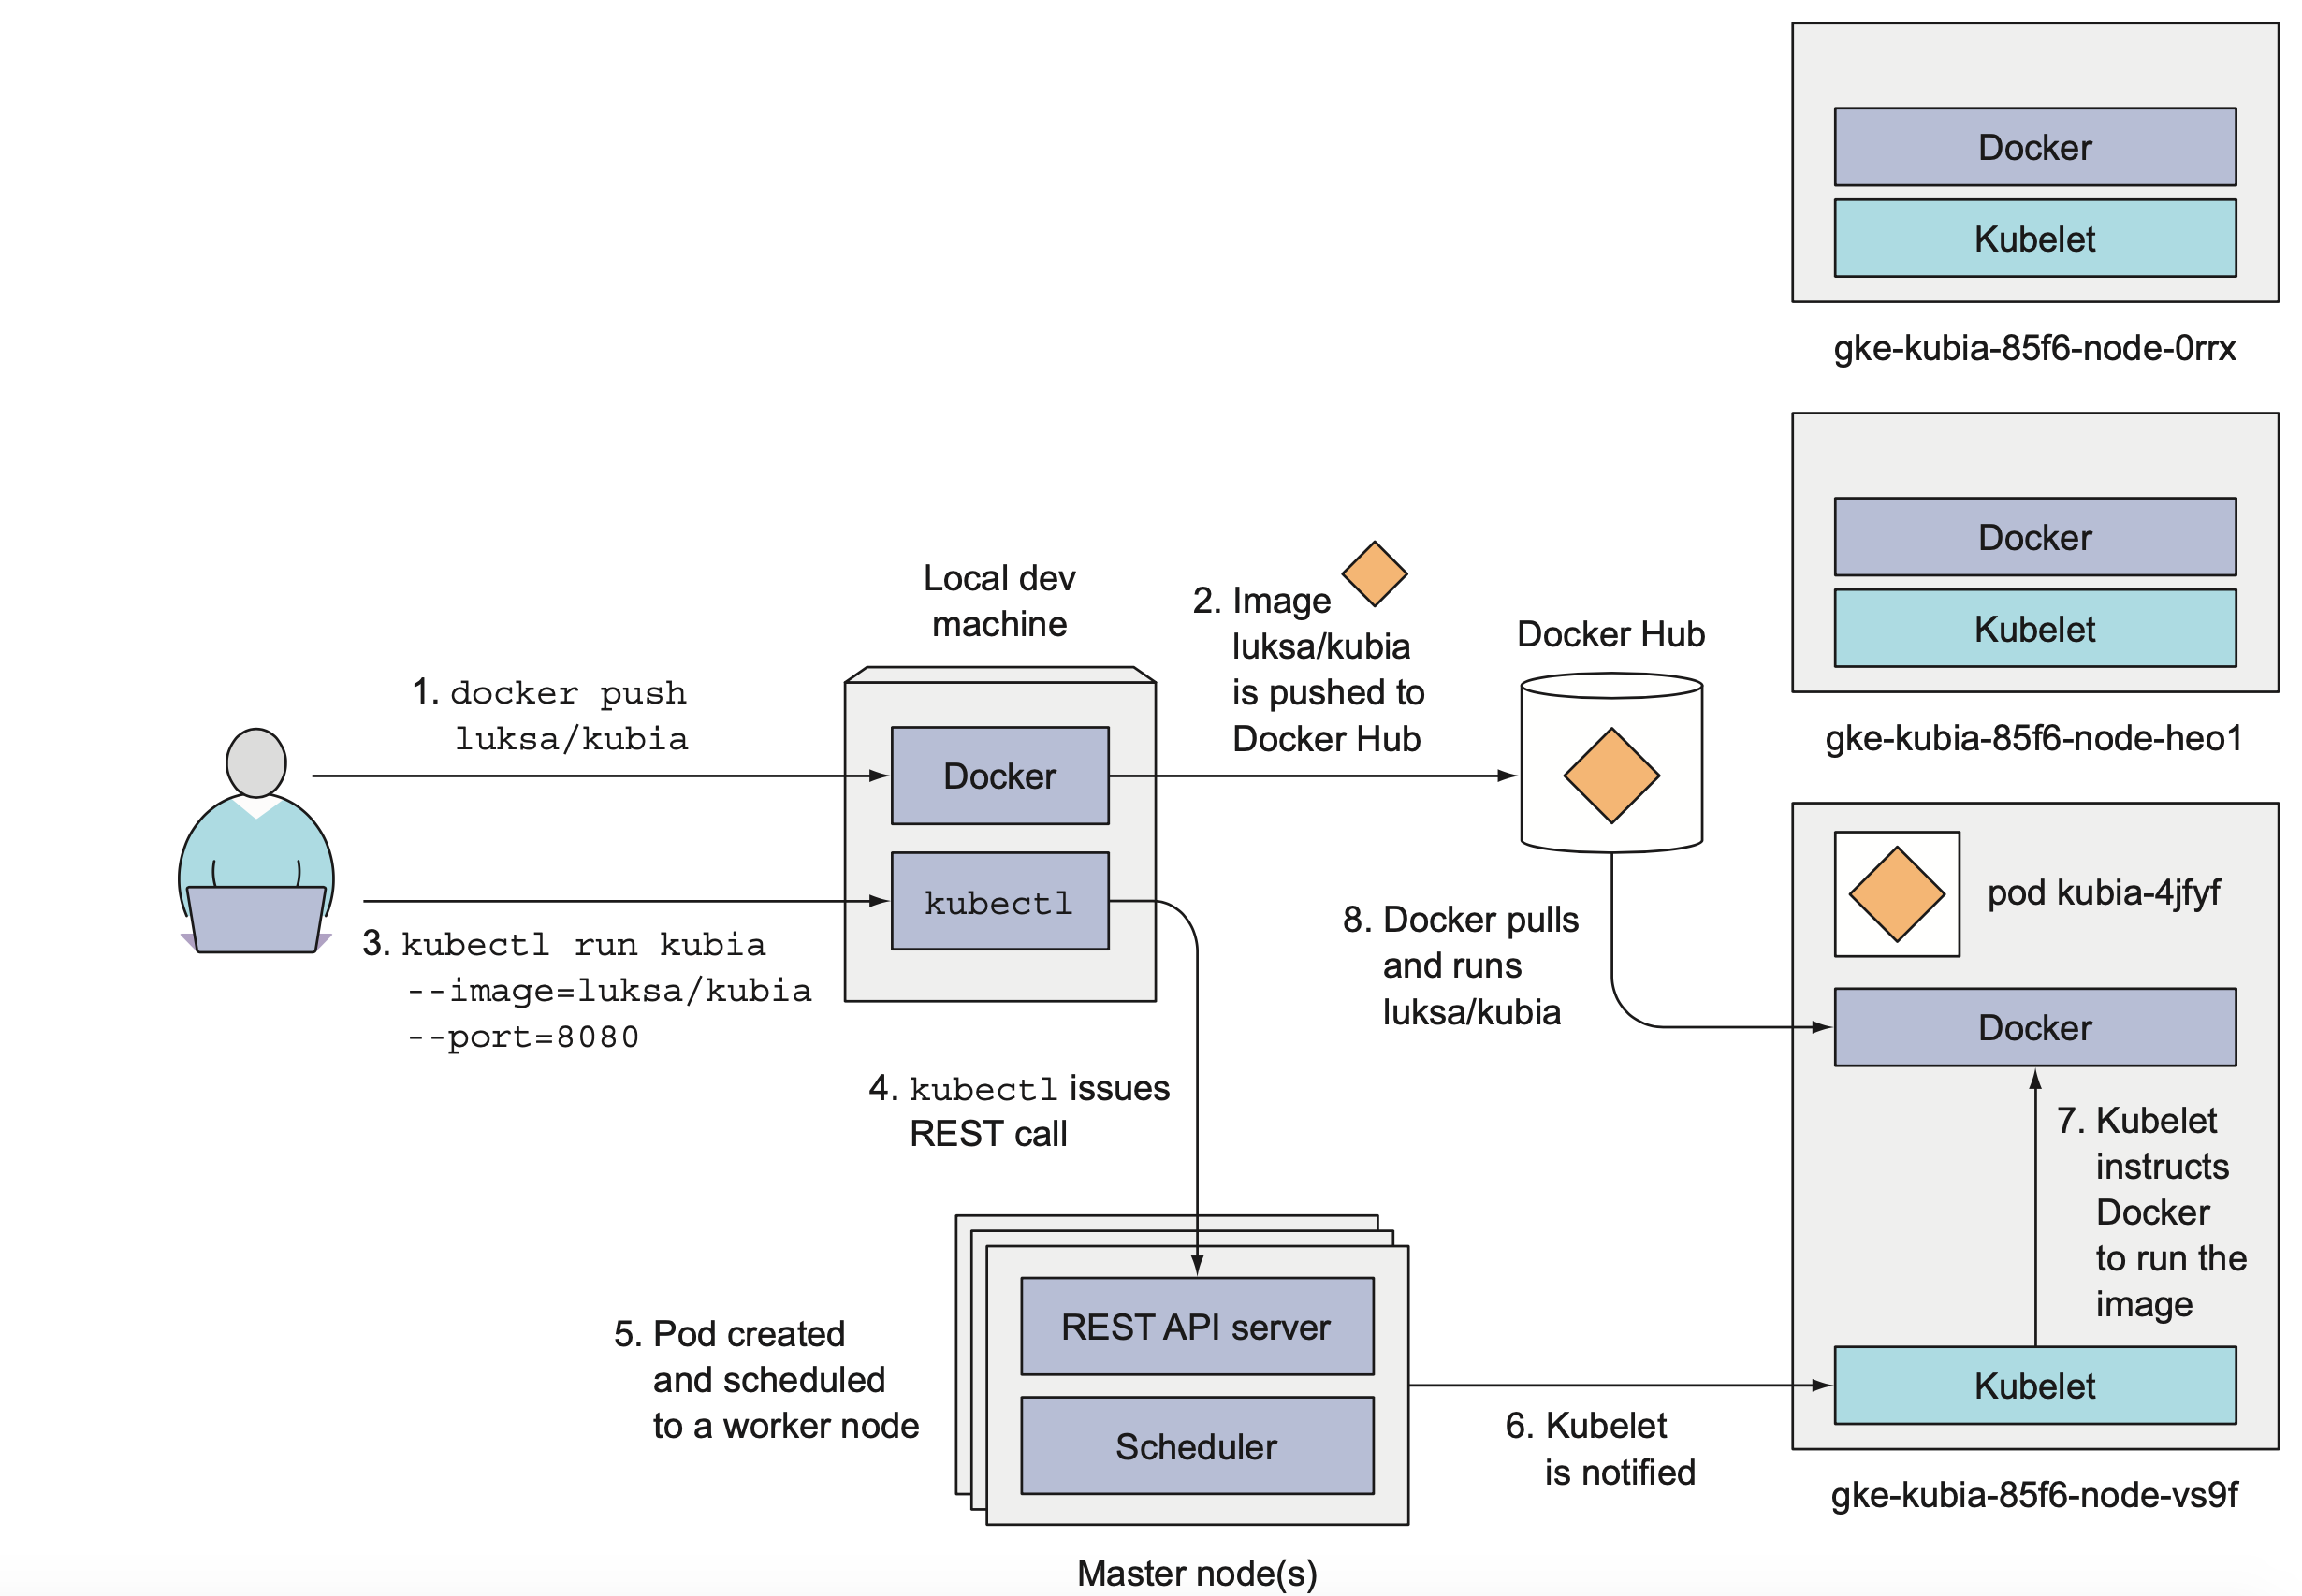 Docker
Kubelet
gke-kubia-85f6-node-0rrx
Docker
Kubelet
gke-kubia-85f6-node-heo1
Local dev
machine
2. Image
luksa/kubia
is pushed to
Docker Hub
Docker Hub
1. docker push
luksa/kubia
Docker
kubectl
3. kubectl run kubia
--image=luksa/kubia
--port=8080
8. Docker pulls
and runs
luksa/kubia
pod kubia-4jfyf
Docker
7. Kubelet
instructs
Docker
to run the
image
Kubelet
gke-kubia-85f6-node-vs9f
4. kubectl issues
REST call
5. Pod created
and scheduled
to a worker node
REST API server
Scheduler
6. Kubelet
is notified
Master node(s)